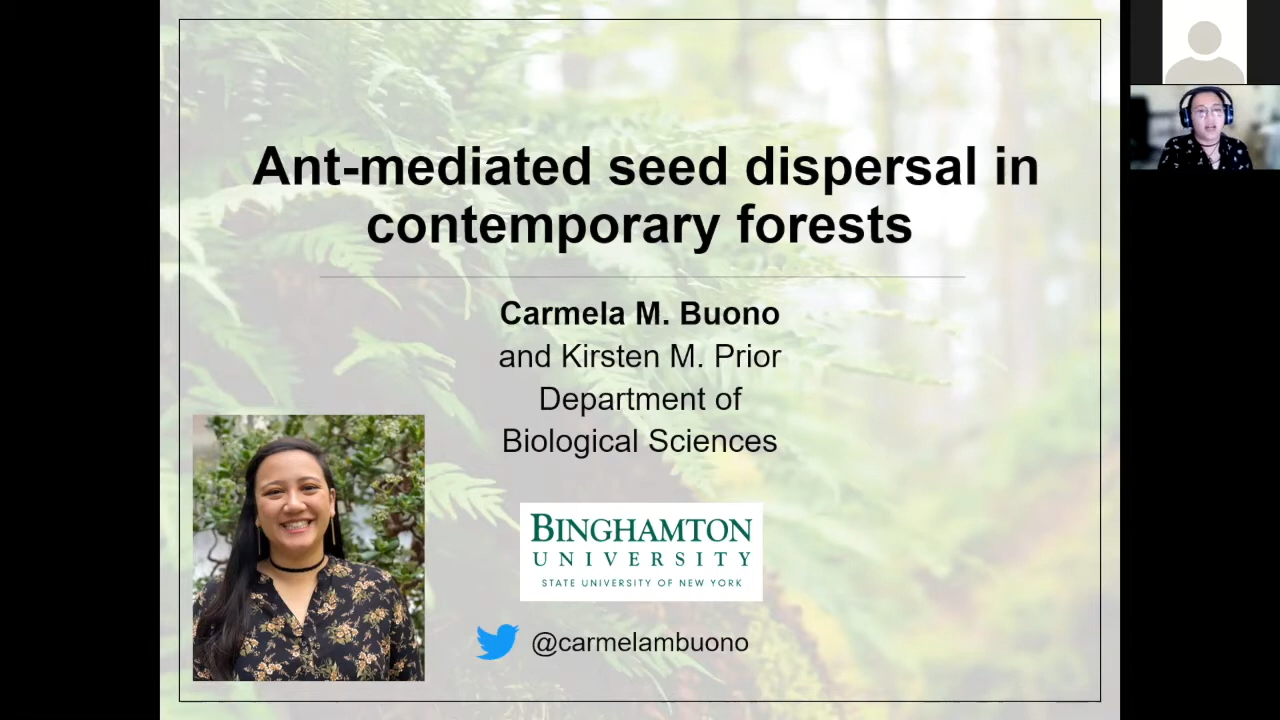 Ant-mediated seed dispersal in
contemporary forests
Carmela M. Buono
and Kirsten M. Prior
Department of
Biological Sciences
BINGHAMTON
UNIVERSITY
STATE UNIVERSITY OF NEW YORK
@carmelambuono